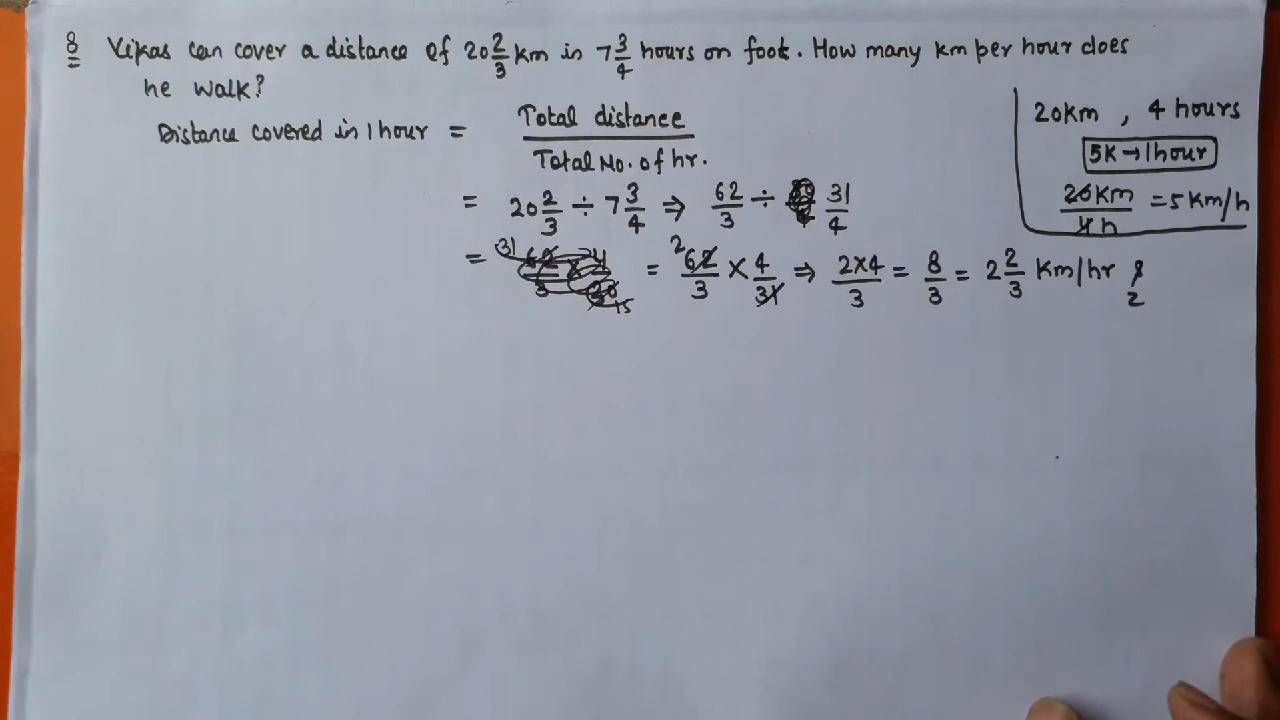 8 Vikas can cover a distance of 20 2/3 km in 7 3/4 hours on foot. How many km per hour does
he walk?
Distance covered in 1 hour = Total distance / Total No. of hr.
= 20 2/3 ÷ 7 3/4 ⇒ 62/3 ÷ 31/4
= = 62/3 × 4/31 ⇒ 2×4/3 = 8/3 = 2 2/3 Km/hr
2
20km , 4 hours
5K → 1hour
20km/4h = 5Km/h